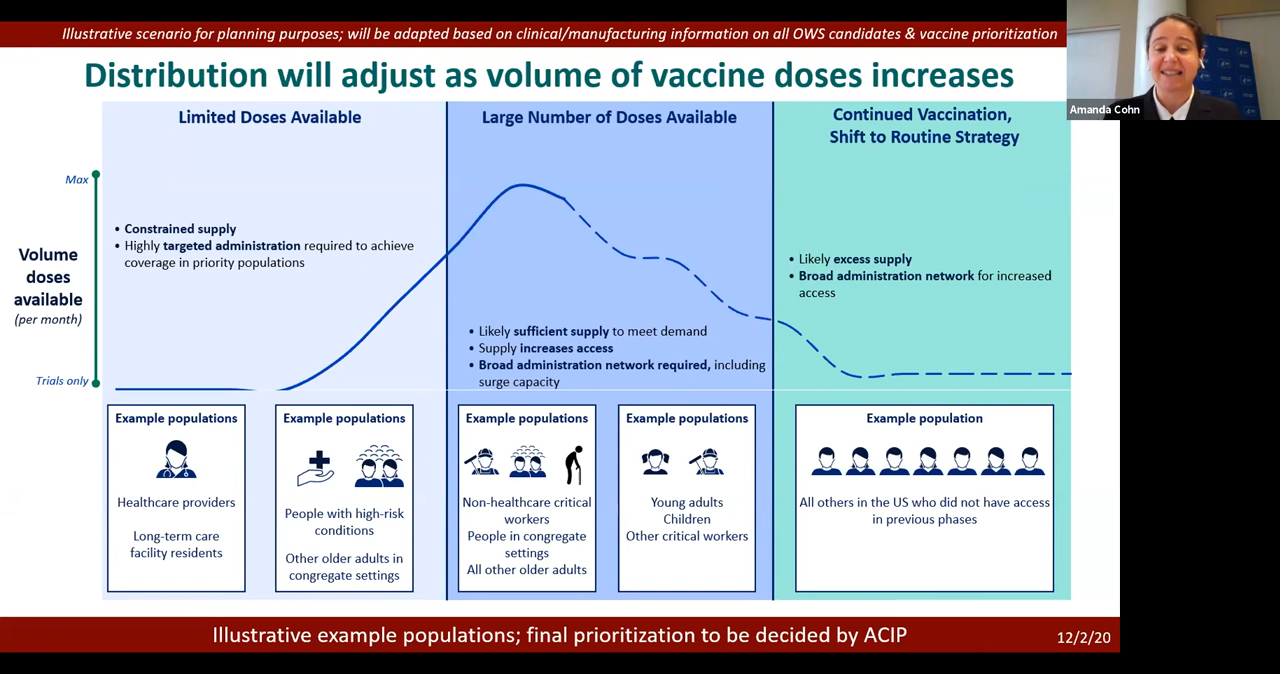 Illustrative scenario for planning purposes; will be adapted based on clinical/manufacturing information on all OWS candidates & vaccine prioritization
Amanda Cohn
Distribution will adjust as volume of vaccine doses increases
Limited Doses Available
Large Number of Doses Available
Continued Vaccination,
Shift to Routine Strategy
Max
Volume
doses
available
(per month)
Trials only
• Constrained supply
• Highly targeted administration required to achieve
coverage in priority populations
• Likely sufficient supply to meet demand
• Supply increases access
• Broad administration network required, including
surge capacity
• Likely excess supply
• Broad administration network for increased
access
Example populations
Healthcare providers
Long-term care
facility residents
Example populations
People with high-risk
conditions
Other older adults in
congregate settings
Example populations
Non-healthcare critical
workers
People in congregate
settings
All other older adults
Example populations
Young adults
Children
Other critical workers
Example population
All others in the US who did not have access
in previous phases
Illustrative example populations; final prioritization to be decided by ACIP
12/2/20